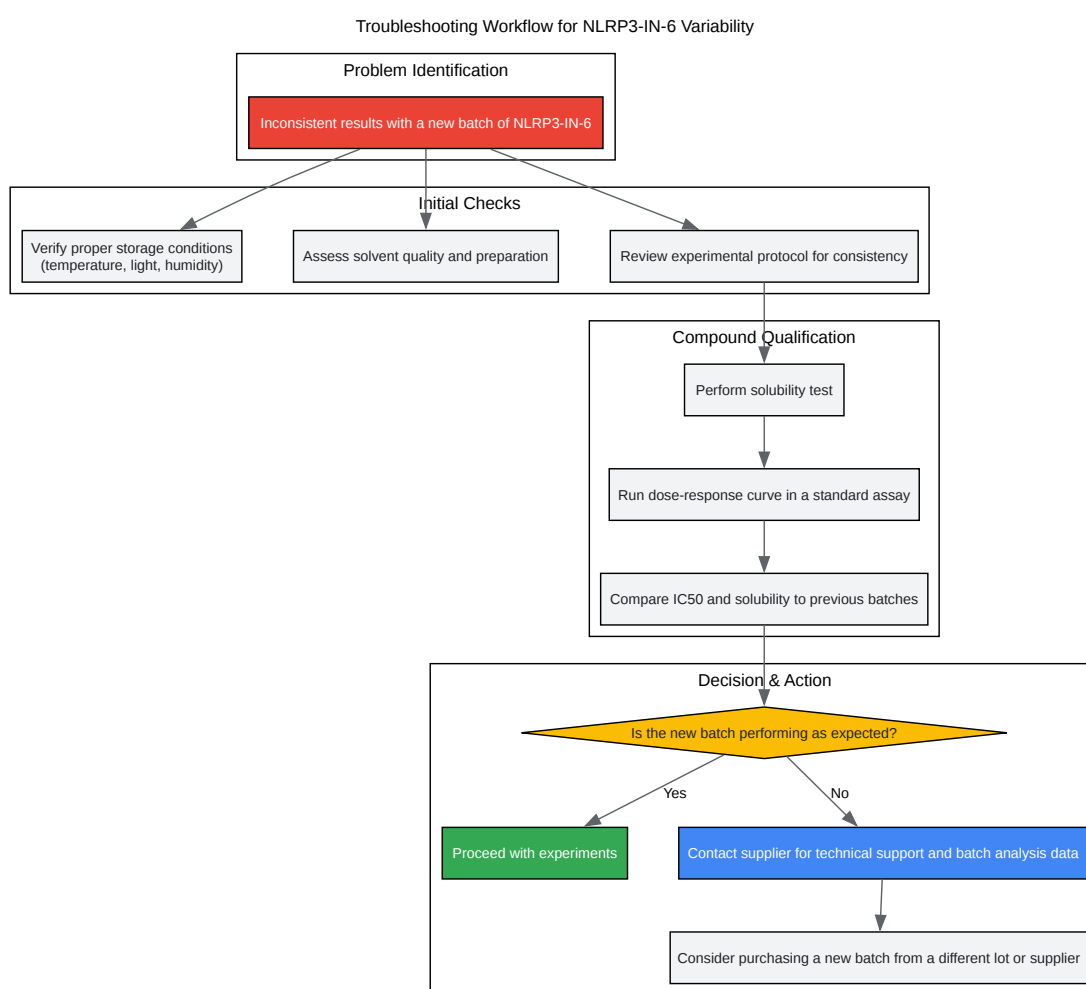 Troubleshooting Workflow for NLRP3-IN-6 Variability
Problem Identification
Inconsistent results with a new batch of NLRP3-IN-6
Initial Checks
Verify proper storage conditions
(temperature, light, humidity)
Assess solvent quality and preparation
Review experimental protocol for consistency
Compound Qualification
Perform solubility test
Run dose-response curve in a standard assay
Compare IC50 and solubility to previous batches
Decision & Action
Is the new batch performing as expected?
Yes
No
Proceed with experiments
Contact supplier for technical support and batch analysis data
Consider purchasing a new batch from a different lot or supplier